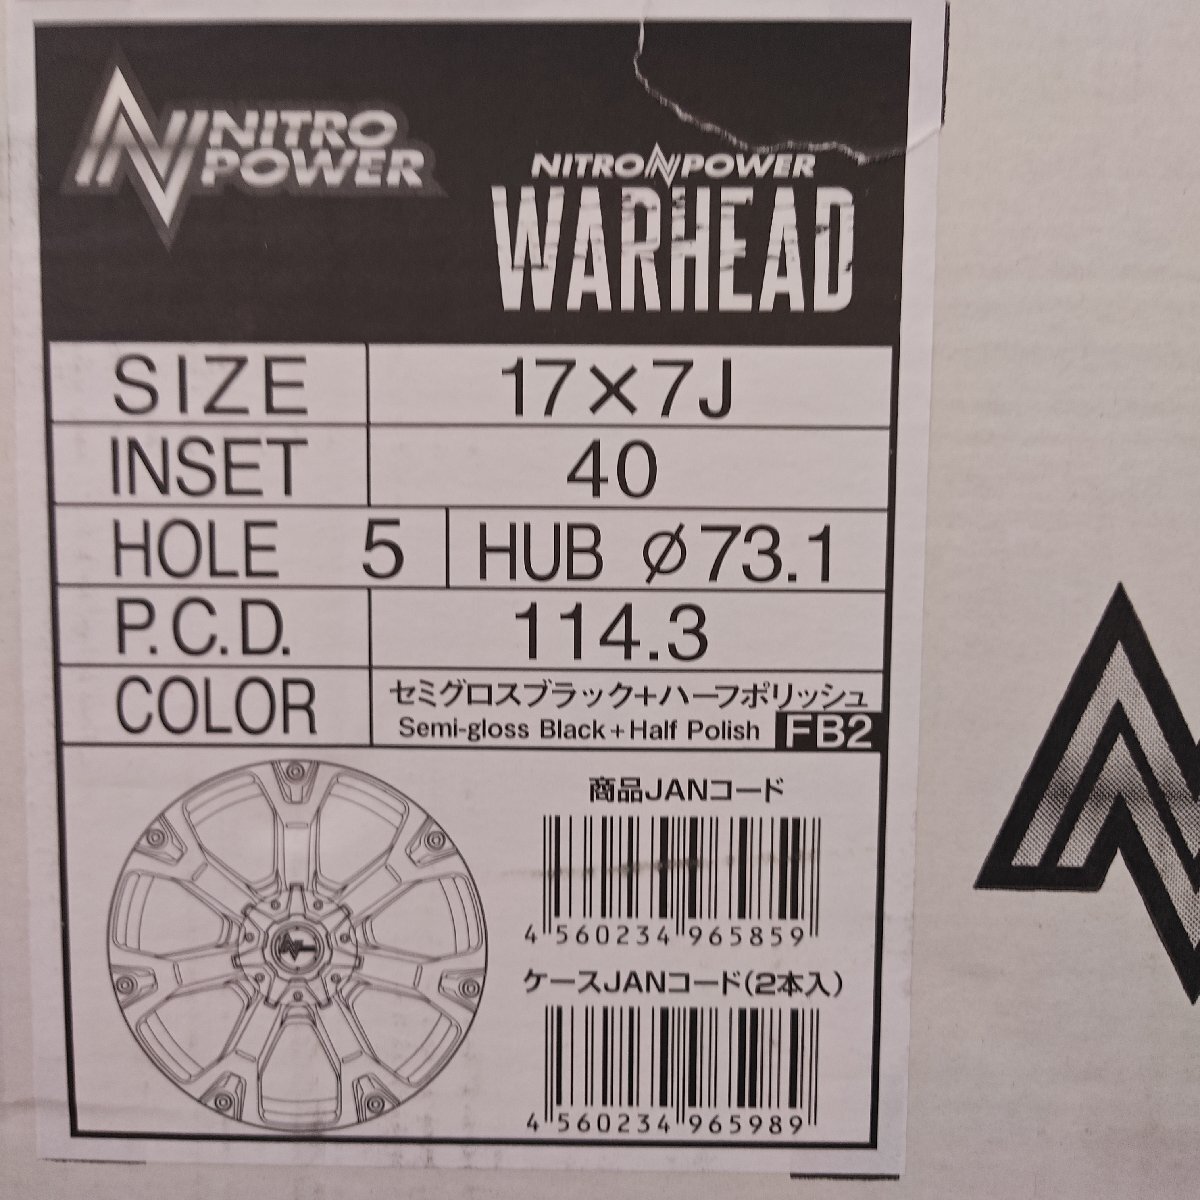 NITRO
POWER
NITRO POWER
WARHEAD
SIZE 17×7J
INSET 40
HOLE 5 HUB φ73.1
P.C.D. 114.3
COLOR セミグロスブラック+ハーフポリッシュ
Semi-gloss Black+Half Polish FB2
商品JANコード
4 560234 965859
ケースJANコード(2本入)
4 560234 965989